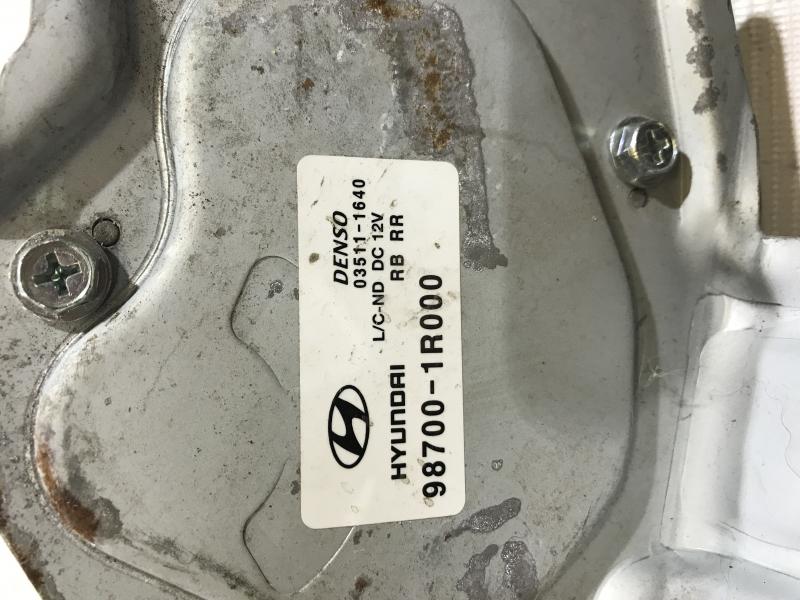 DENSO
03511-1640
L/C-ND DC 12V
HYUNDAI RB RR
98700-1R000